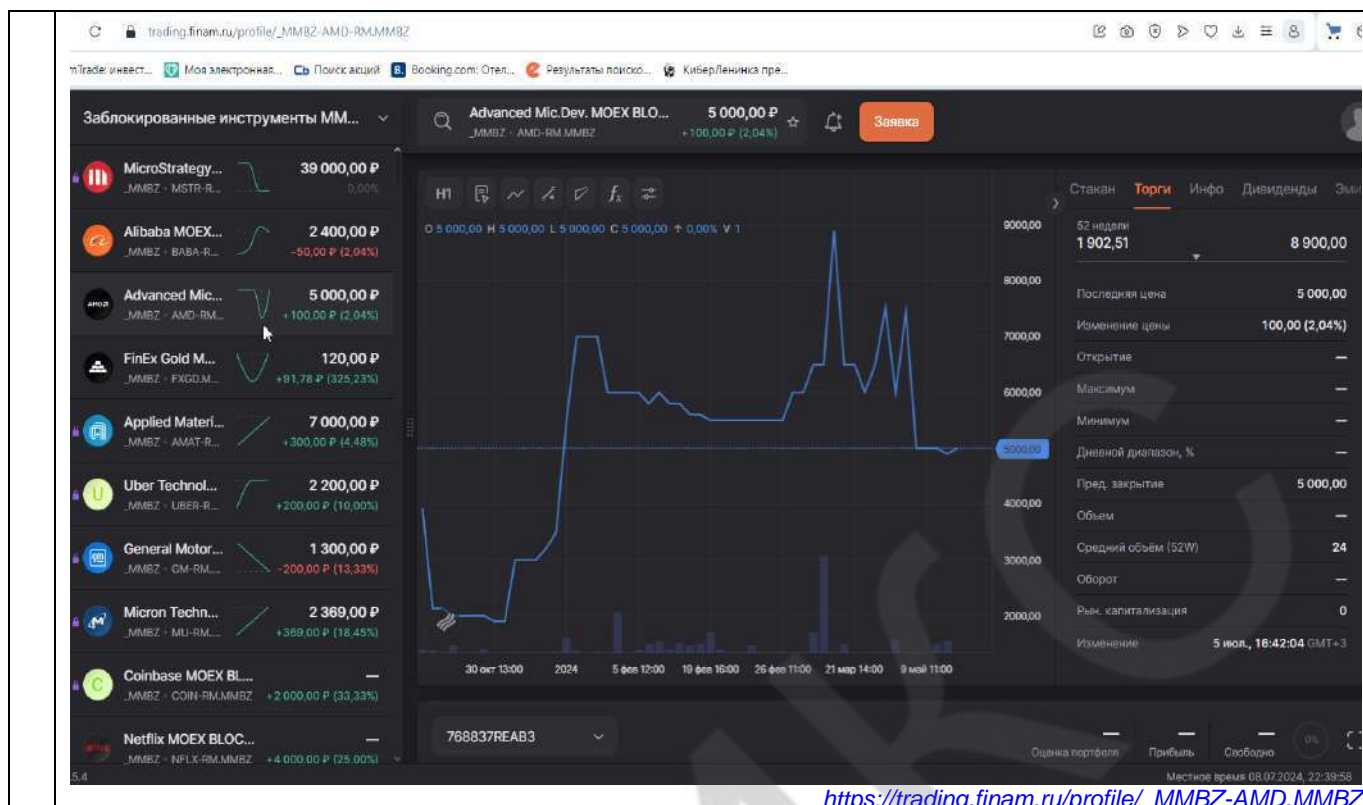 trading.finam.ru/profile/_MMBZ-AMD-RM.MMBZ
mTrade: инвест... Моя электронная... Сb Поиск акций B. Booking.com: Отел... Результаты поиско... КиберЛенинка пре...
Заблокированные инструменты ММ...
Advanced Mic.Dev. MOEX BLO... 5 000,00 ₽
_MMBZ · AMD-RM.MMBZ +100,00 ₽ (2,04%)
Заявка
MicroStrategy... 39 000,00 ₽
_MMBZ · MSTR-R... 0,00%
Alibaba MOEX... 2 400,00 ₽
_MMBZ · BABA-R... -50,00 ₽ (2,04%)
AMD
Advanced Mic... 5 000,00 ₽
_MMBZ · AMD-RM... +100,00 ₽ (2,04%)
FinEx Gold M... 120,00 ₽
_MMBZ · FXGD.M... +91,78 ₽ (325,23%)
Applied Materi... 7 000,00 ₽
_MMBZ · AMAT-R... +300,00 ₽ (4,48%)
U
Uber Technol... 2 200,00 ₽
_MMBZ · UBER-R... +200,00 ₽ (10,00%)
gm
General Motor... 1 300,00 ₽
_MMBZ · GM-RM.... -200,00 ₽ (13,33%)
Micron Techn... 2 369,00 ₽
_MMBZ · MU-RM.... +369,00 ₽ (18,45%)
C
Coinbase MOEX BL... —
_MMBZ · COIN-RM.MMBZ +2 000,00 ₽ (33,33%)
NETFLIX
Netflix MOEX BLOC... —
_MMBZ · NFLX-RM.MMBZ +4 000,00 ₽ (25,00%)
H1
O 5 000,00 H 5 000,00 L 5 000,00 C 5 000,00 ↑ 0,00% V 1
9000,00
8000,00
7000,00
6000,00
5000,00
4000,00
3000,00
2000,00
30 окт 13:00 2024 5 фев 12:00 19 фев 16:00 26 фев 11:00 21 мар 14:00 9 май 11:00
Стакан Торги Инфо Дивиденды Эми
52 недели
1 902,51 8 900,00
Последняя цена 5 000,00
Изменение цены 100,00 (2,04%)
Открытие —
Максимум —
Минимум —
Дневной диапазон, % —
Пред. закрытие 5 000,00
Объем —
Средний объём (52W) 24
Оборот —
Рын. капитализация 0
Изменение 5 июл., 16:42:04 GMT+3
768837REAB3
— — — 0%
Оценка портфеля Прибыль Свободно
5.4 Местное время 08.07.2024, 22:39:58
https://trading.finam.ru/profile/_MMBZ-AMD.MMBZ